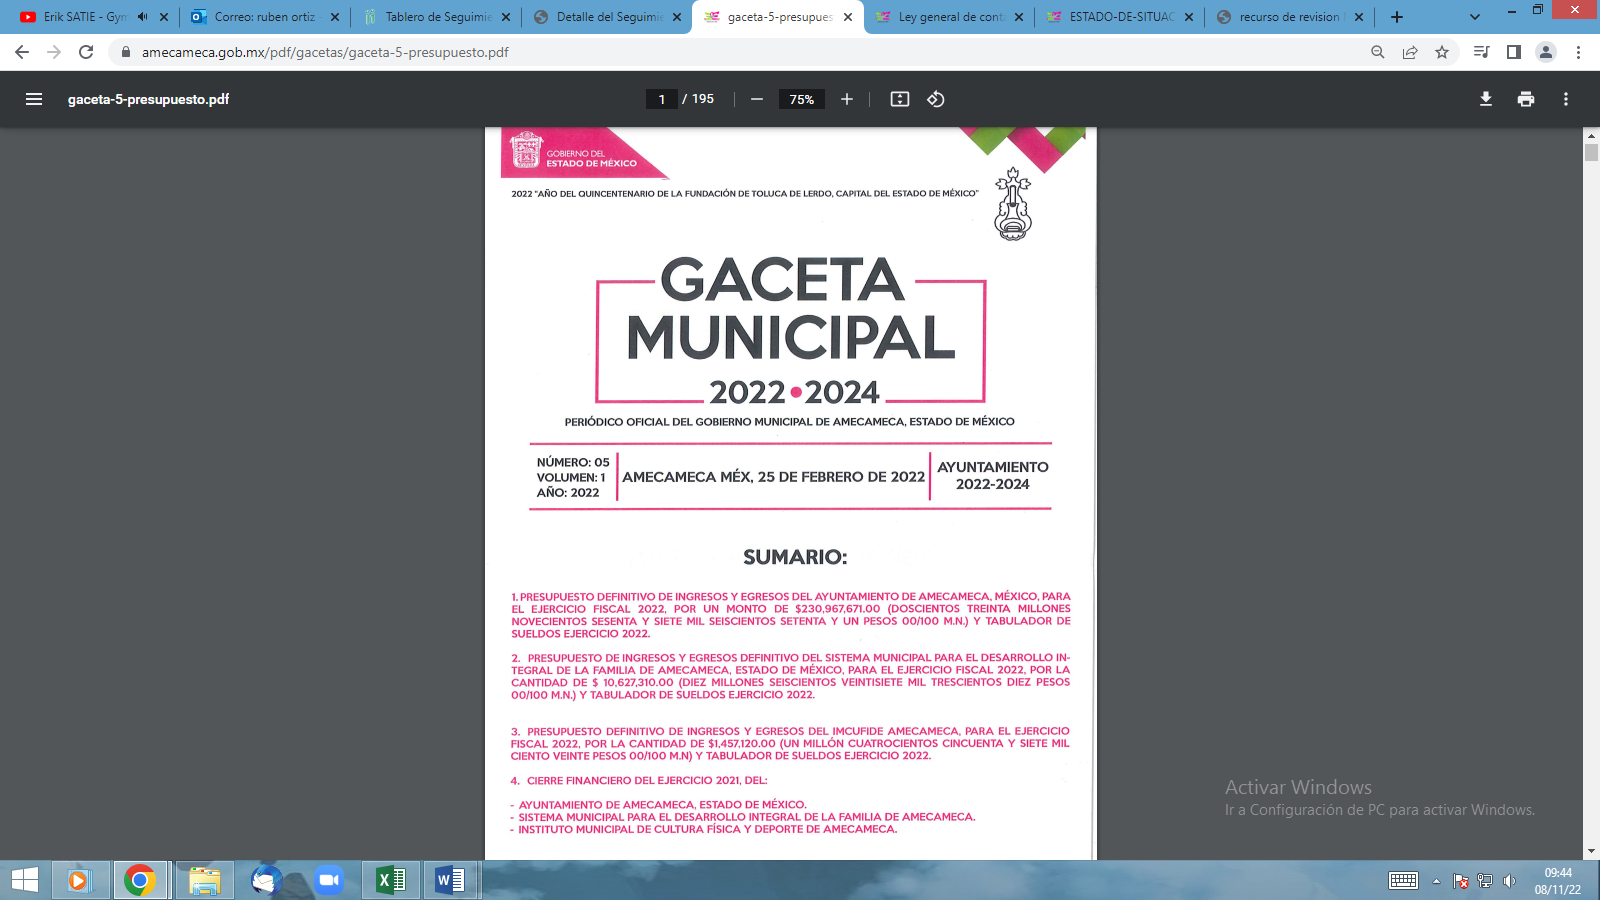 Erik SATIE - Gym
Correo: ruben ortiz
Tablero de Seguimie
Detalle del Seguimie
gaceta-5-presupues
Ley general de conta
ESTADO-DE-SITUAC
recurso de revision
amecameca.gob.mx/pdf/gacetas/gaceta-5-presupuesto.pdf
gaceta-5-presupuesto.pdf
1 / 195
75%
GOBIERNO DEL
ESTADO DE MÉXICO
2022 "AÑO DEL QUINCENTENARIO DE LA FUNDACIÓN DE TOLUCA DE LERDO, CAPITAL DEL ESTADO DE MÉXICO"
GACETA
MUNICIPAL
2022•2024
PERIÓDICO OFICIAL DEL GOBIERNO MUNICIPAL DE AMECAMECA, ESTADO DE MÉXICO
NÚMERO: 05
VOLUMEN: 1
AÑO: 2022
AMECAMECA MÉX, 25 DE FEBRERO DE 2022
AYUNTAMIENTO
2022-2024
SUMARIO:
1. PRESUPUESTO DEFINITIVO DE INGRESOS Y EGRESOS DEL AYUNTAMIENTO DE AMECAMECA, MÉXICO, PARA
EL EJERCICIO FISCAL 2022, POR UN MONTO DE $230,967,671.00 (DOSCIENTOS TREINTA MILLONES
NOVECIENTOS SESENTA Y SIETE MIL SEISCIENTOS SETENTA Y UN PESOS 00/100 M.N.) Y TABULADOR DE
SUELDOS EJERCICIO 2022.
2. PRESUPUESTO DE INGRESOS Y EGRESOS DEFINITIVO DEL SISTEMA MUNICIPAL PARA EL DESARROLLO IN-
TEGRAL DE LA FAMILIA DE AMECAMECA, ESTADO DE MÉXICO, PARA EL EJERCICIO FISCAL 2022, POR LA
CANTIDAD DE $ 10,627,310.00 (DIEZ MILLONES SEISCIENTOS VEINTISIETE MIL TRESCIENTOS DIEZ PESOS
00/100 M.N.) Y TABULADOR DE SUELDOS EJERCICIO 2022.
3. PRESUPUESTO DEFINITIVO DE INGRESOS Y EGRESOS DEL IMCUFIDE AMECAMECA, PARA EL EJERCICIO
FISCAL 2022, POR LA CANTIDAD DE $1,457,120.00 (UN MILLÓN CUATROCIENTOS CINCUENTA Y SIETE MIL
CIENTO VEINTE PESOS 00/100 M.N) Y TABULADOR DE SUELDOS EJERCICIO 2022.
4. CIERRE FINANCIERO DEL EJERCICIO 2021, DEL:
- AYUNTAMIENTO DE AMECAMECA, ESTADO DE MÉXICO.
- SISTEMA MUNICIPAL PARA EL DESARROLLO INTEGRAL DE LA FAMILIA DE AMECAMECA.
- INSTITUTO MUNICIPAL DE CULTURA FÍSICA Y DEPORTE DE AMECAMECA.
Activar Windows
Ir a Configuración de PC para activar Windows.
09:44
08/11/22